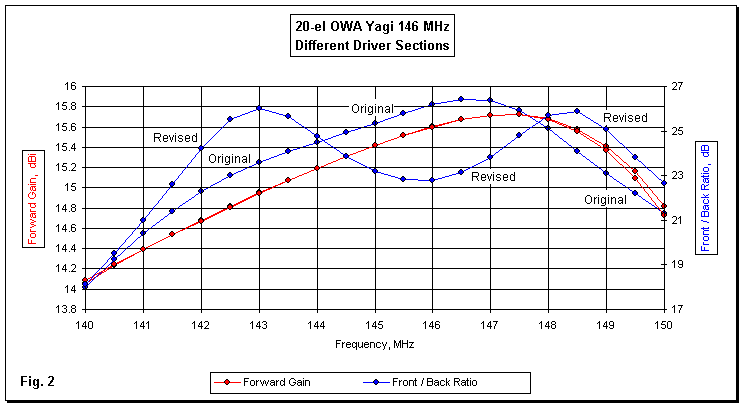 20-el OWA Yagi 146 MHz
Different Driver Sections
16
15.8
15.6
15.4
15.2
15
14.8
14.6
14.4
14.2
14
13.8
Forward Gain, dBi
27
25
23
21
19
17
Front / Back Ratio, dB
Original
Revised
Original
Revised
Revised
Original
140 141 142 143 144 145 146 147 148 149 150
Frequency, MHz
Fig. 2
Forward Gain
Front / Back Ratio